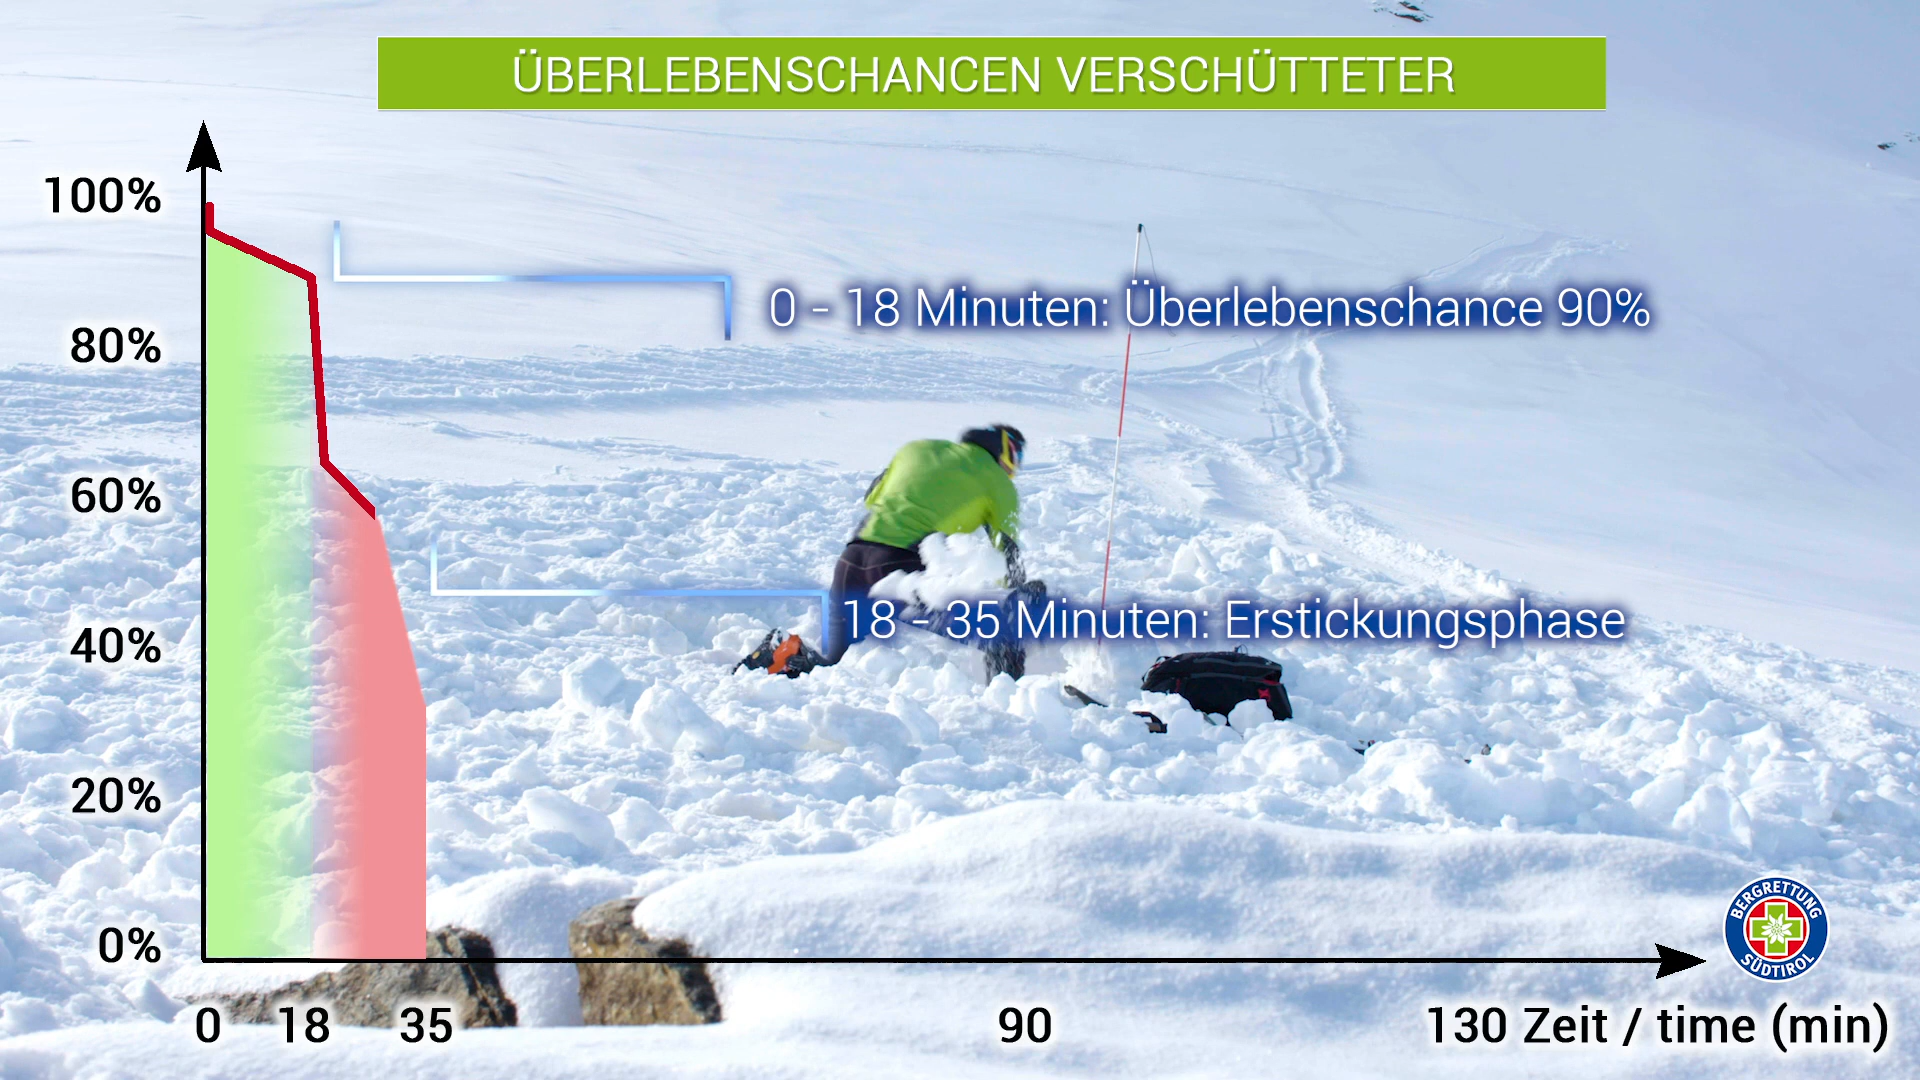 ÜBERLEBENSCHANCEN VERSCHÜTTETER
100%
80%
60%
40%
20%
0%
0 - 18 Minuten: Überlebenschance 90%
18 - 35 Minuten: Erstickungsphase
BERGRETTUNG
SÜDTIROL
0 18 35 90 130 Zeit / time (min)